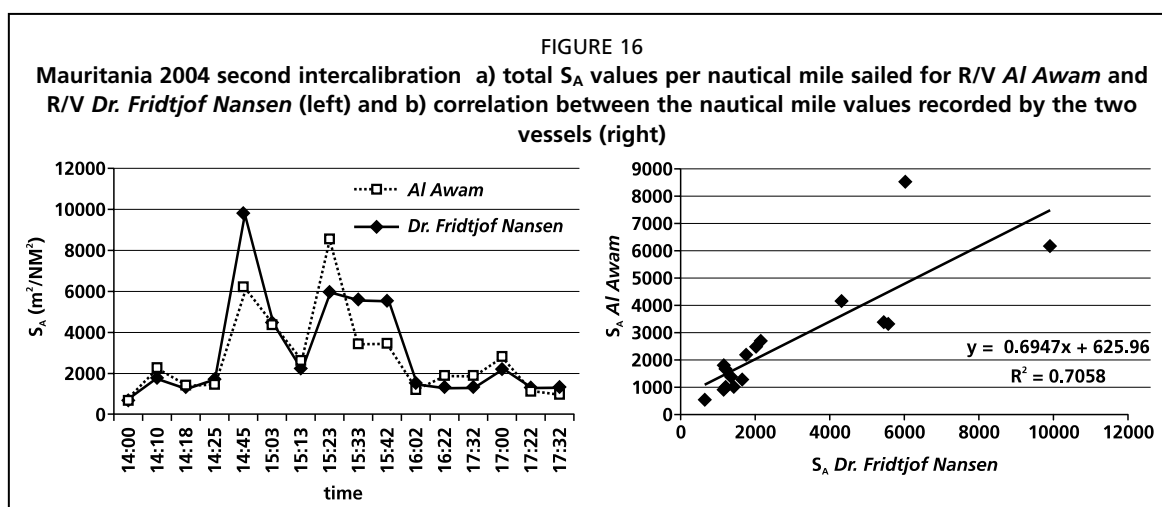 FIGURE 16
Mauritania 2004 second intercalibration a) total SA values per nautical mile sailed for R/V Al Awam and
R/V Dr. Fridtjof Nansen (left) and b) correlation between the nautical mile values recorded by the two
vessels (right)
12000
10000
8000
6000
4000
2000
0
SA (m²/NM²)
Al Awam
Dr. Fridtjof Nansen
14:00
14:10
14:18
14:25
14:45
15:03
15:13
15:23
15:33
15:42
16:02
16:22
17:32
17:00
17:22
17:32
time
9000
8000
7000
6000
5000
4000
3000
2000
1000
0
SA Al Awam
y = 0.6947x + 625.96
R² = 0.7058
0 2000 4000 6000 8000 10000 12000
SA Dr. Fridtjof Nansen